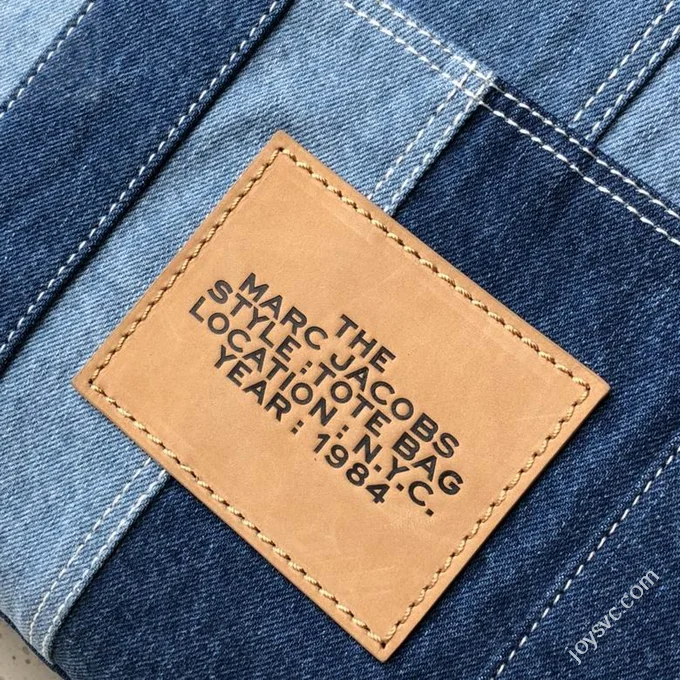 THE
MARC JACOBS
STYLE :TOTE BAG
LOCATION : N.Y.C.
YEAR : 1984
joysvc.com